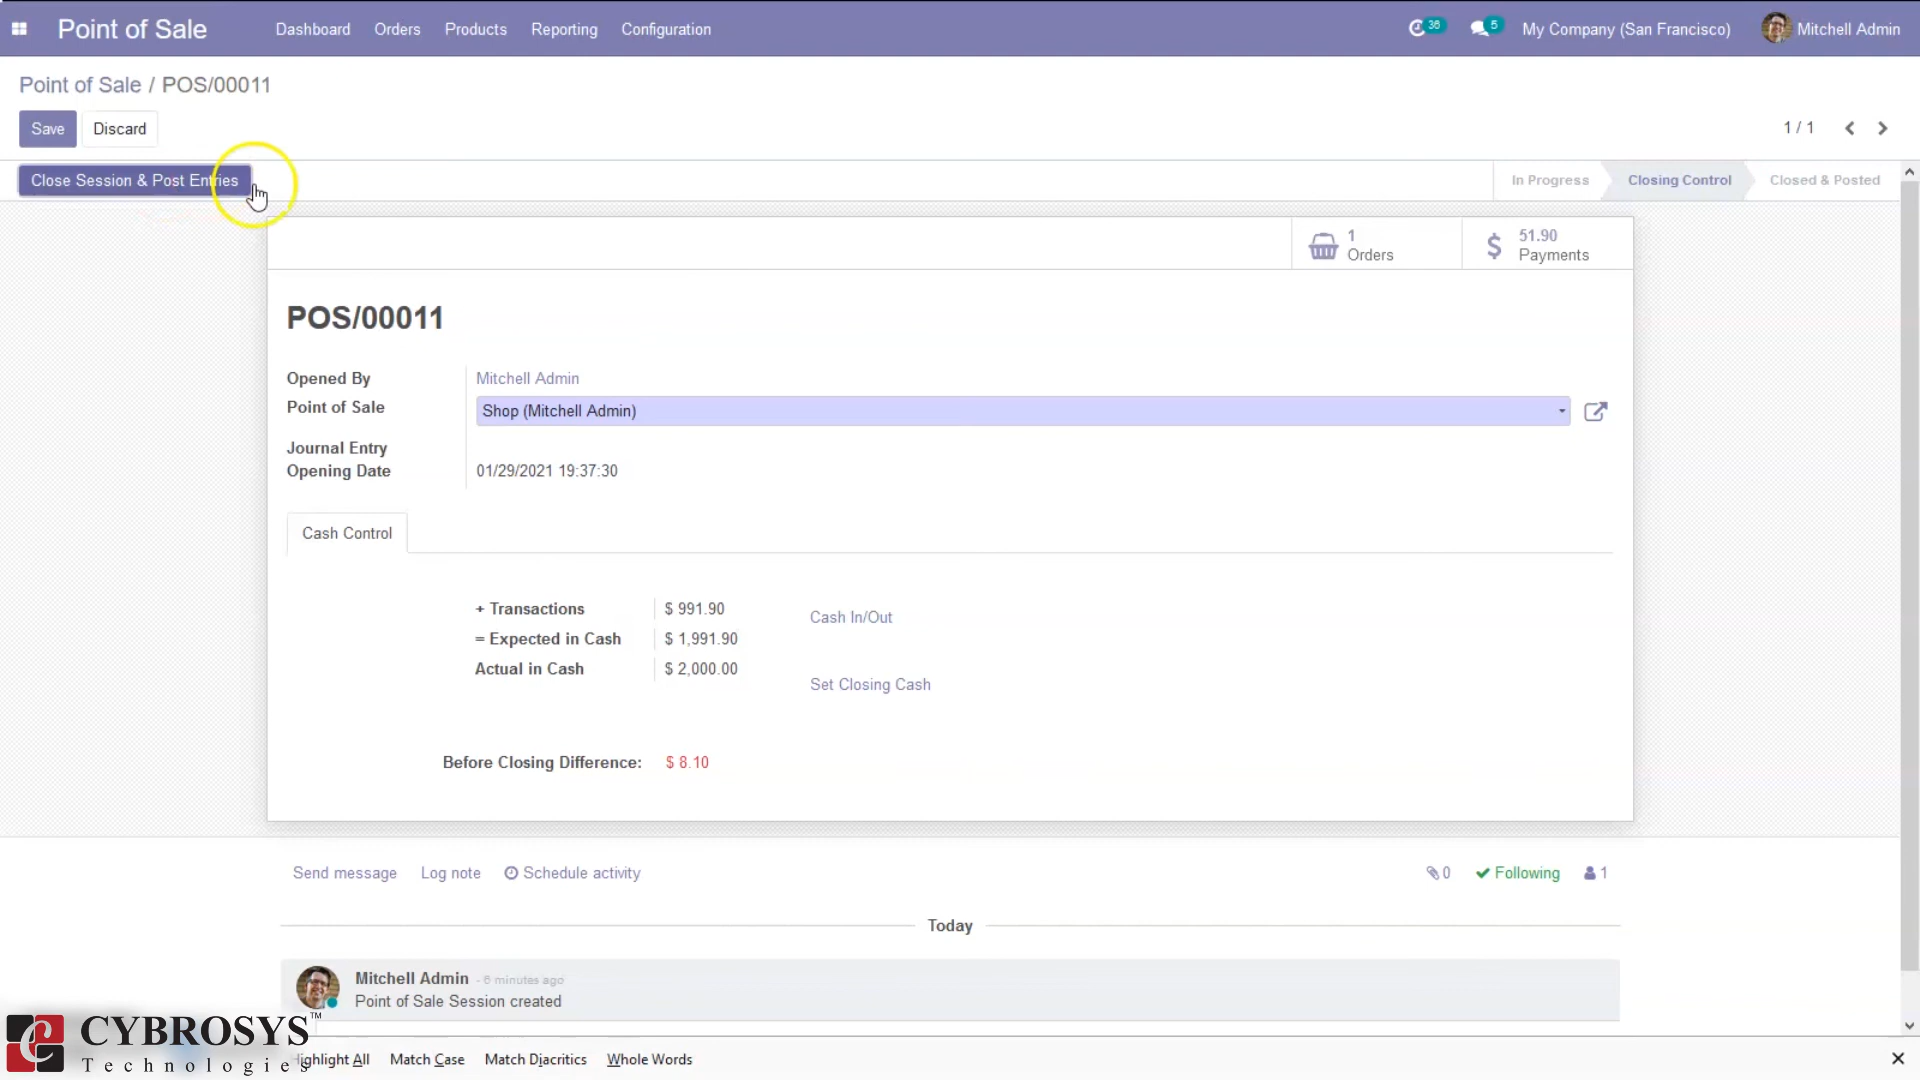 Point of Sale Dashboard Orders Products Reporting Configuration 36 5 My Company (San Francisco) Mitchell Admin
Point of Sale / POS/00011
Save Discard 1 / 1
Close Session & Post Entries In Progress Closing Control Closed & Posted
1 Orders
51.90 Payments
POS/00011
Opened By Mitchell Admin
Point of Sale Shop (Mitchell Admin)
Journal Entry
Opening Date 01/29/2021 19:37:30
Cash Control
+ Transactions $ 991.90 Cash In/Out
= Expected in Cash $ 1,991.90
Actual in Cash $ 2,000.00
Set Closing Cash
Before Closing Difference: $ 8.10
Send message Log note Schedule activity 0 Following 1
Today
Mitchell Admin - 6 minutes ago
Point of Sale Session created
CYBROSYS™
Technologies
Highlight All Match Case Match Diacritics Whole Words